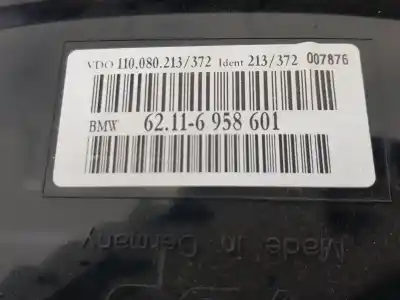 VDO 110.080.213/372 Ident 213/372 007876
BMW 62.11-6 958 601
Made in Germany